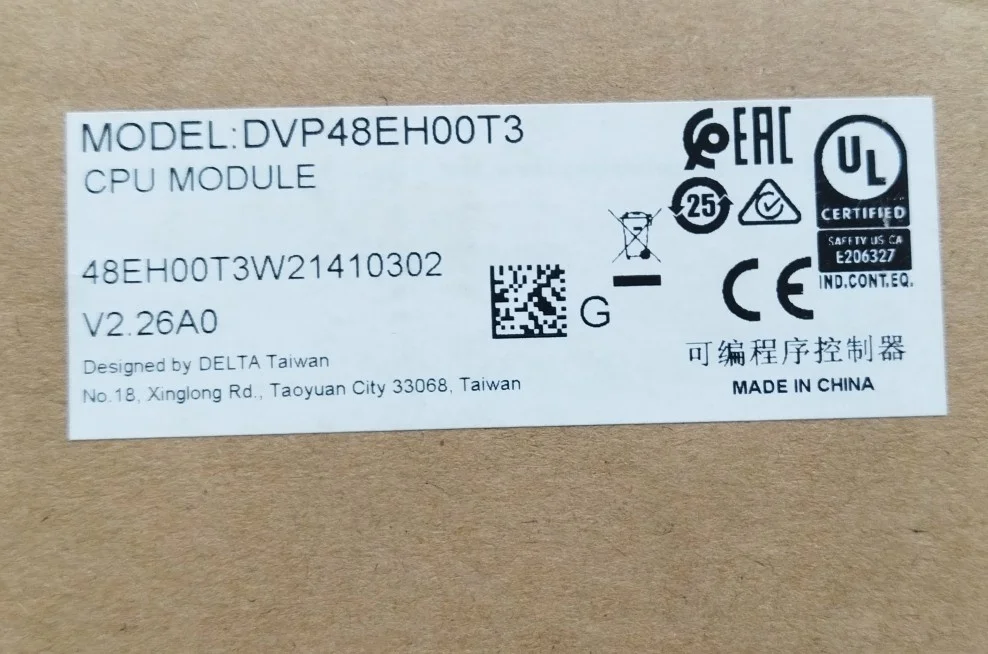 MODEL:DVP48EH00T3
CPU MODULE
48EH00T3W21410302
V2.26A0
Designed by DELTA Taiwan
No.18, Xinglong Rd., Taoyuan City 33068, Taiwan
G
EAC
25
UL
CERTIFIED
SAFETY US CA
E206327
IND.CONT.EQ.
CE
可编程序控制器
MADE IN CHINA